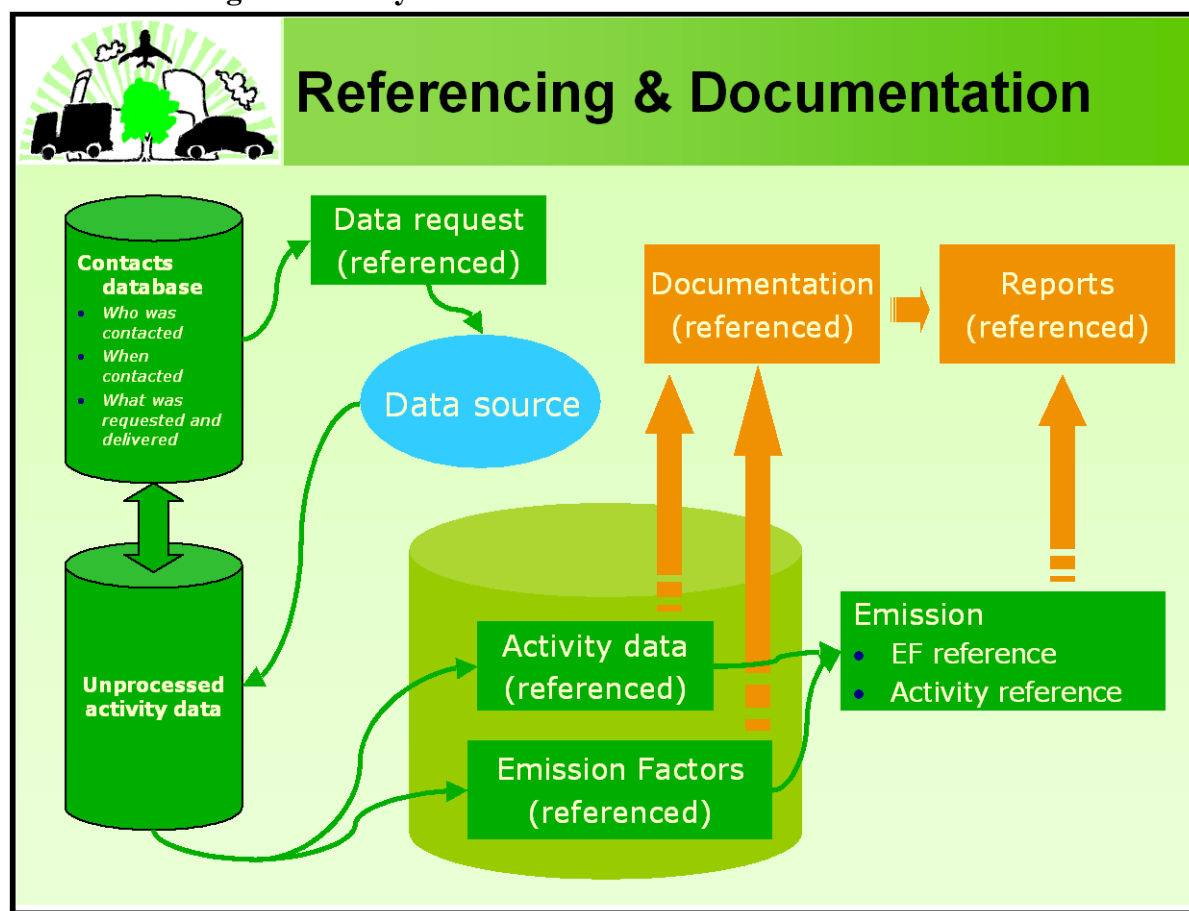 Referencing & Documentation
Contacts
database
• Who was
contacted
• When
contacted
• What was
requested and
delivered
Data request
(referenced)
Data source
Documentation
(referenced)
Reports
(referenced)
Unprocessed
activity data
Activity data
(referenced)
Emission Factors
(referenced)
Emission
• EF reference
• Activity reference